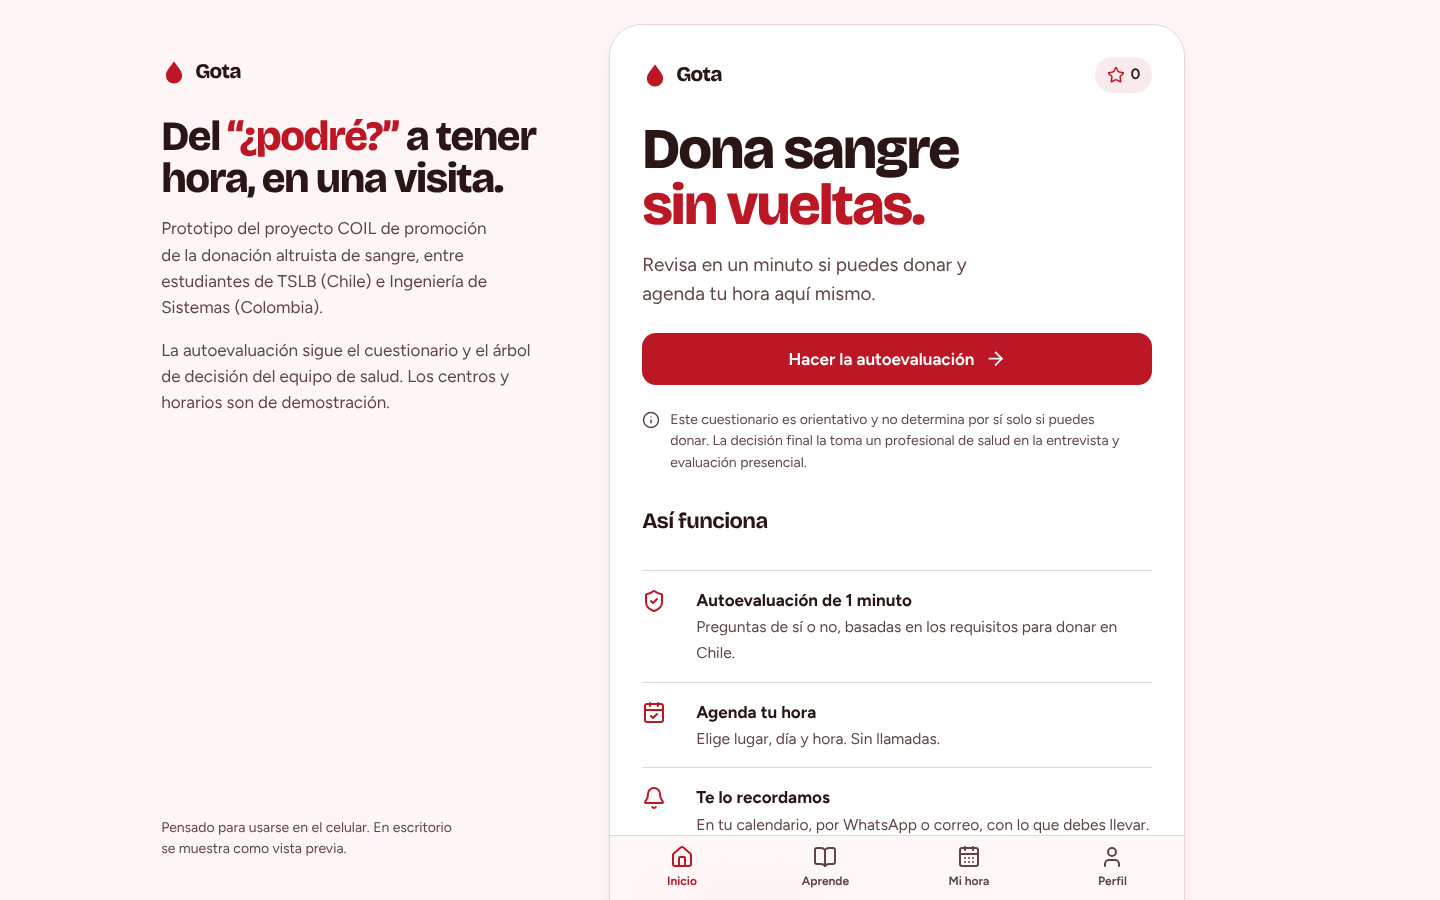 Gota
Del “¿podré?” a tener
hora, en una visita.
Prototipo del proyecto COIL de promoción
de la donación altruista de sangre, entre
estudiantes de TSLB (Chile) e Ingeniería de
Sistemas (Colombia).
La autoevaluación sigue el cuestionario y el árbol
de decisión del equipo de salud. Los centros y
horarios son de demostración.
Pensado para usarse en el celular. En escritorio
se muestra como vista previa.
Gota
0
Dona sangre
sin vueltas.
Revisa en un minuto si puedes donar y
agenda tu hora aquí mismo.
Hacer la autoevaluación
Este cuestionario es orientativo y no determina por sí solo si puedes
donar. La decisión final la toma un profesional de salud en la entrevista y
evaluación presencial.
Así funciona
Autoevaluación de 1 minuto
Preguntas de sí o no, basadas en los requisitos para donar en
Chile.
Agenda tu hora
Elige lugar, día y hora. Sin llamadas.
Te lo recordamos
En tu calendario, por WhatsApp o correo, con lo que debes llevar.
Inicio
Aprende
Mi hora
Perfil